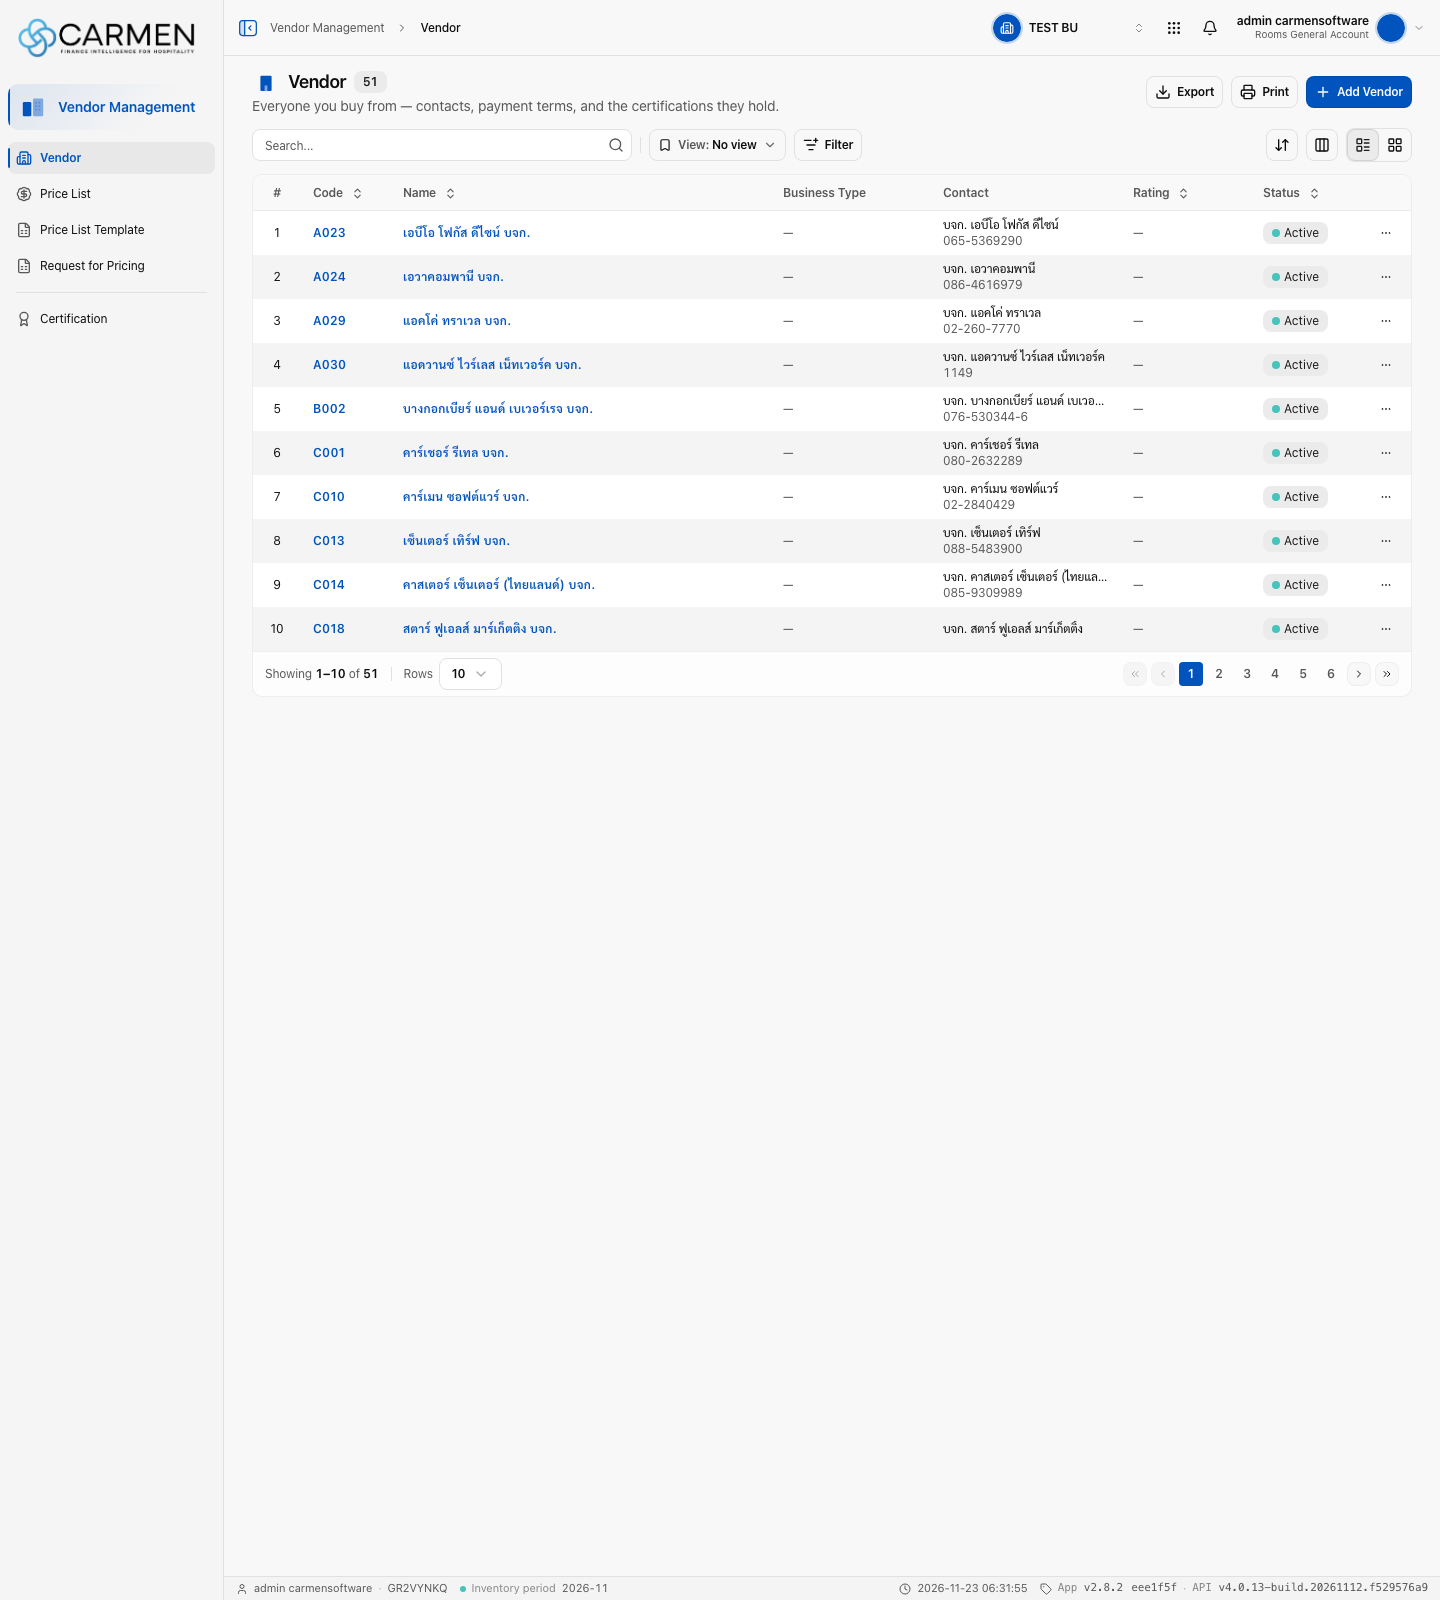 CARMEN
FINANCE INTELLIGENCE FOR HOSPITALITY
Vendor Management
Vendor
Price List
Price List Template
Request for Pricing
Certification
Vendor Management > Vendor
TEST BU
admin carmensoftware
Rooms General Account
Vendor 51
Everyone you buy from — contacts, payment terms, and the certifications they hold.
Export Print + Add Vendor
Search... View: No view Filter
# Code Name Business Type Contact Rating Status
1 A023 เอบีโอ โฟกัส ดีไซน์ บจก. — บจก. เอบีโอ โฟกัส ดีไซน์ — Active ...
065-5369290
2 A024 เอวาคอมพานี บจก. — บจก. เอวาคอมพานี — Active ...
086-4616979
3 A029 แอคโค่ ทราเวล บจก. — บจก. แอคโค่ ทราเวล — Active ...
02-260-7770
4 A030 แอดวานซ์ ไวร์เลส เน็ทเวอร์ค บจก. — บจก. แอดวานซ์ ไวร์เลส เน็ทเวอร์ค — Active ...
1149
5 B002 บางกอกเบียร์ แอนด์ เบเวอร์เรจ บจก. — บจก. บางกอกเบียร์ แอนด์ เบเวอ... — Active ...
076-530344-6
6 C001 คาร์เชอร์ รีเทล บจก. — บจก. คาร์เชอร์ รีเทล — Active ...
080-2632289
7 C010 คาร์เมน ซอฟต์แวร์ บจก. — บจก. คาร์เมน ซอฟต์แวร์ — Active ...
02-2840429
8 C013 เซ็นเตอร์ เทิร์ฟ บจก. — บจก. เซ็นเตอร์ เทิร์ฟ — Active ...
088-5483900
9 C014 คาสเตอร์ เซ็นเตอร์ (ไทยแลนด์) บจก. — บจก. คาสเตอร์ เซ็นเตอร์ (ไทยแล... — Active ...
085-9309989
10 C018 สตาร์ ฟูเอลส์ มาร์เก็ตติง บจก. — บจก. สตาร์ ฟูเอลส์ มาร์เก็ตติ้ง — Active ...
Showing 1–10 of 51 Rows 10 « ‹ 1 2 3 4 5 6 › »
admin carmensoftware · GR2VYNKQ Inventory period 2026-11 2026-11-23 06:31:55 App v2.8.2 eee1f5f · API v4.0.13-build.20261112.f529576a9